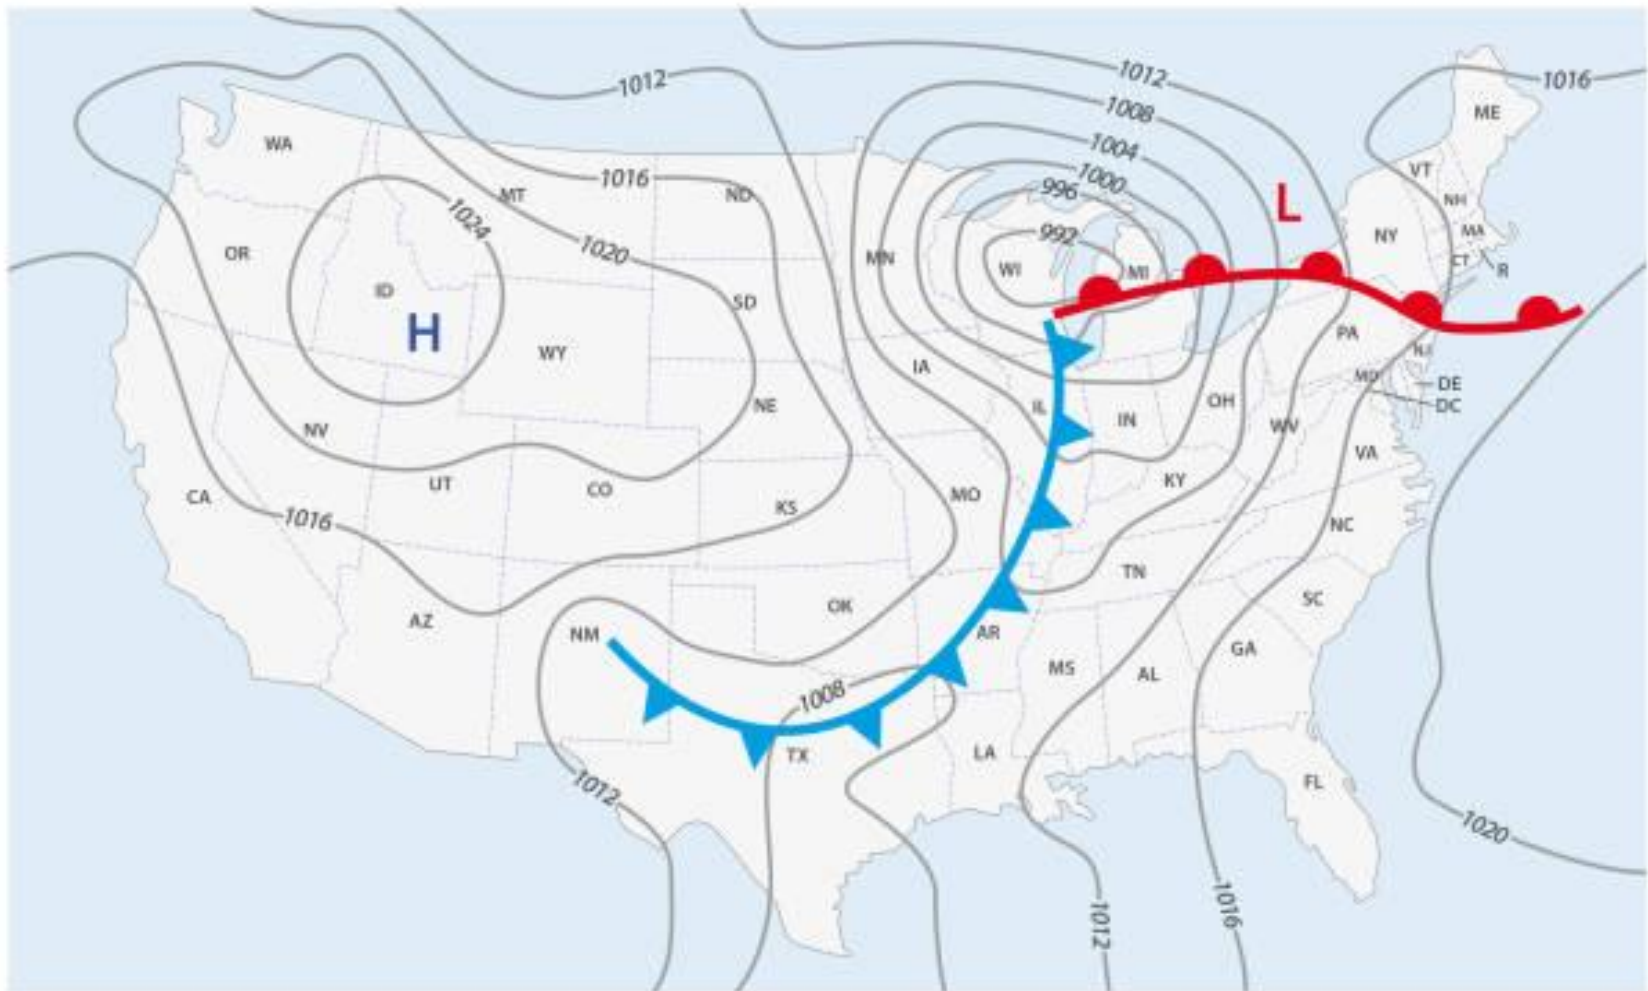 1012
1012
1016
1008
ME
WA
1004
VT
1016
1000
MT
ND
996
NH
L
1024
MA
NY
992
OR
1020
MN
CT
WI
MI
R
ID
SD
H
PA
WY
NJ
IA
MD
DE
OH
NE
IL
DC
IN
NV
WV
VA
KY
UT
CO
MO
CA
KS
1016
NC
TN
SC
OK
AZ
NM
AR
GA
MS
AL
1008
LA
TX
FL
1012
1020
1016
1012